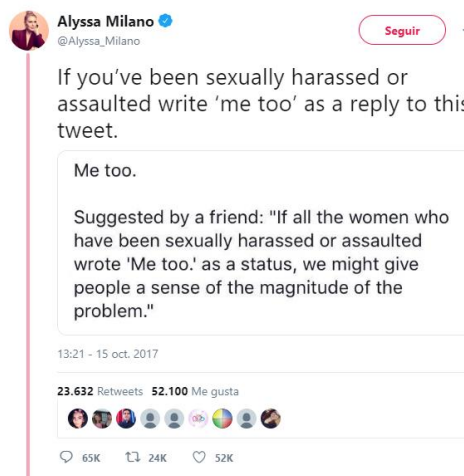 Alyssa Milano
@Alyssa_Milano
Seguir
If you've been sexually harassed or
assaulted write 'me too' as a reply to this
tweet.
Me too.
Suggested by a friend: "If all the women who
have been sexually harassed or assaulted
wrote 'Me too.' as a status, we might give
people a sense of the magnitude of the
problem."
13:21 - 15 oct. 2017
23.632 Retweets 52.100 Me gusta
65K 24K 52K